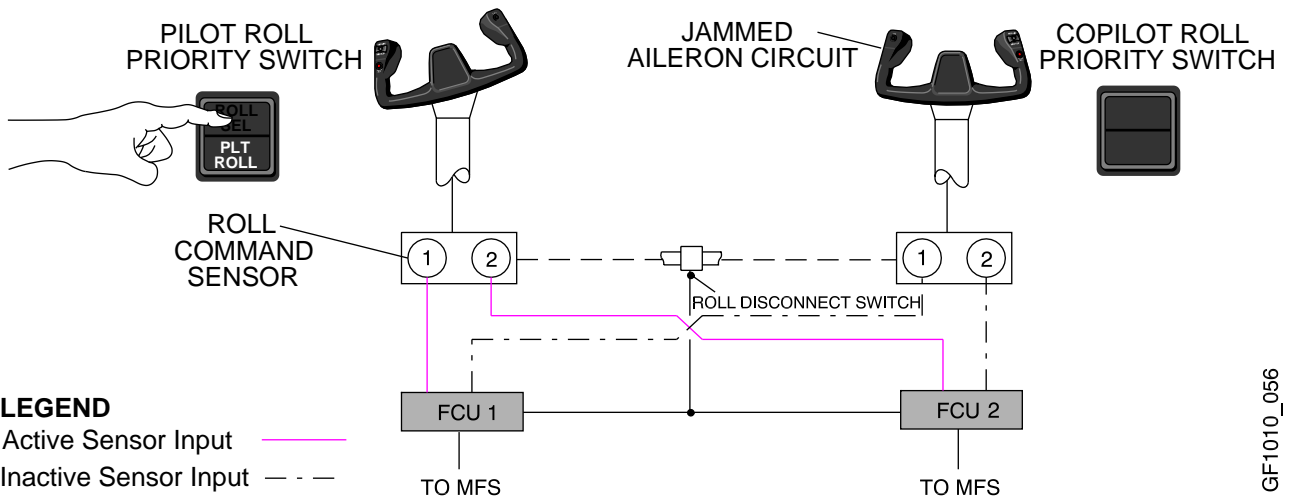 PILOT ROLL
PRIORITY SWITCH
JAMMED
AILERON CIRCUIT
COPILOT ROLL
PRIORITY SWITCH
ROLL
SEL
PLT
ROLL
ROLL
COMMAND
SENSOR
1
2
1
2
ROLL DISCONNECT SWITCH
LEGEND
Active Sensor Input
Inactive Sensor Input
FCU 1
FCU 2
TO MFS
TO MFS
GF1010_056